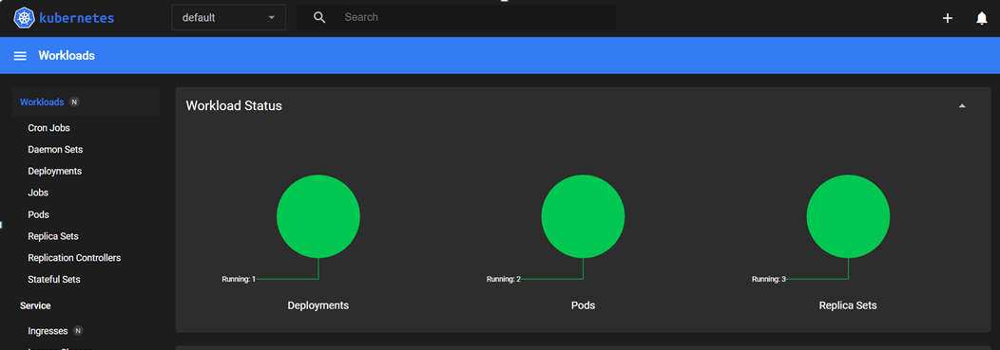 kubernetes
default
Search
Workloads
Workloads N
Cron Jobs
Daemon Sets
Deployments
Jobs
Pods
Replica Sets
Replication Controllers
Stateful Sets
Service
Ingresses N
Workload Status
Running: 1
Deployments
Running: 2
Pods
Running: 3
Replica Sets